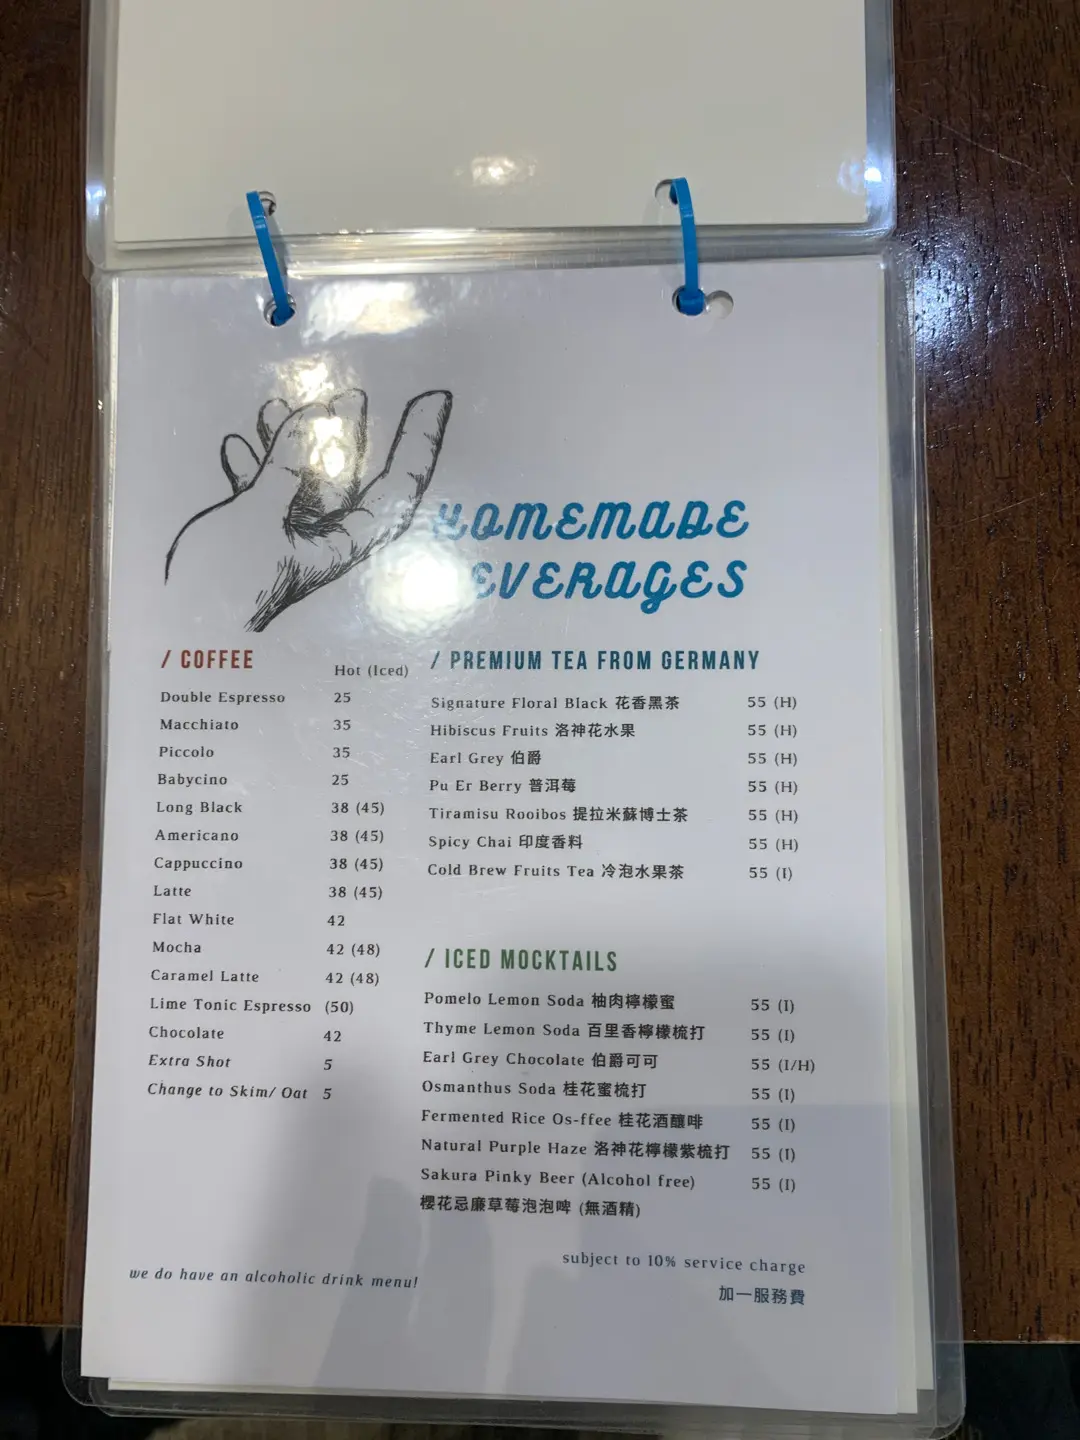 HOMEMADE
BEVERAGES
/ COFFEE
Hot (Iced)
Double Espresso 25
Macchiato 35
Piccolo 35
Babycino 25
Long Black 38 (45)
Americano 38 (45)
Cappuccino 38 (45)
Latte 38 (45)
Flat White 42
Mocha 42 (48)
Caramel Latte 42 (48)
Lime Tonic Espresso (50)
Chocolate 42
Extra Shot 5
Change to Skim/ Oat 5
/ PREMIUM TEA FROM GERMANY
Signature Floral Black 花香黑茶 55 (H)
Hibiscus Fruits 洛神花水果 55 (H)
Earl Grey 伯爵 55 (H)
Pu Er Berry 普洱莓 55 (H)
Tiramisu Rooibos 提拉米蘇博士茶 55 (H)
Spicy Chai 印度香料 55 (H)
Cold Brew Fruits Tea 冷泡水果茶 55 (I)
/ ICED MOCKTAILS
Pomelo Lemon Soda 柚肉檸檬蜜 55 (I)
Thyme Lemon Soda 百里香檸檬梳打 55 (I)
Earl Grey Chocolate 伯爵可可 55 (I/H)
Osmanthus Soda 桂花蜜梳打 55 (I)
Fermented Rice Os-ffee 桂花酒釀啡 55 (I)
Natural Purple Haze 洛神花檸檬紫梳打 55 (I)
Sakura Pinky Beer (Alcohol free) 55 (I)
櫻花忌廉草莓泡泡啤 (無酒精)
subject to 10% service charge
加一服務費
we do have an alcoholic drink menu!